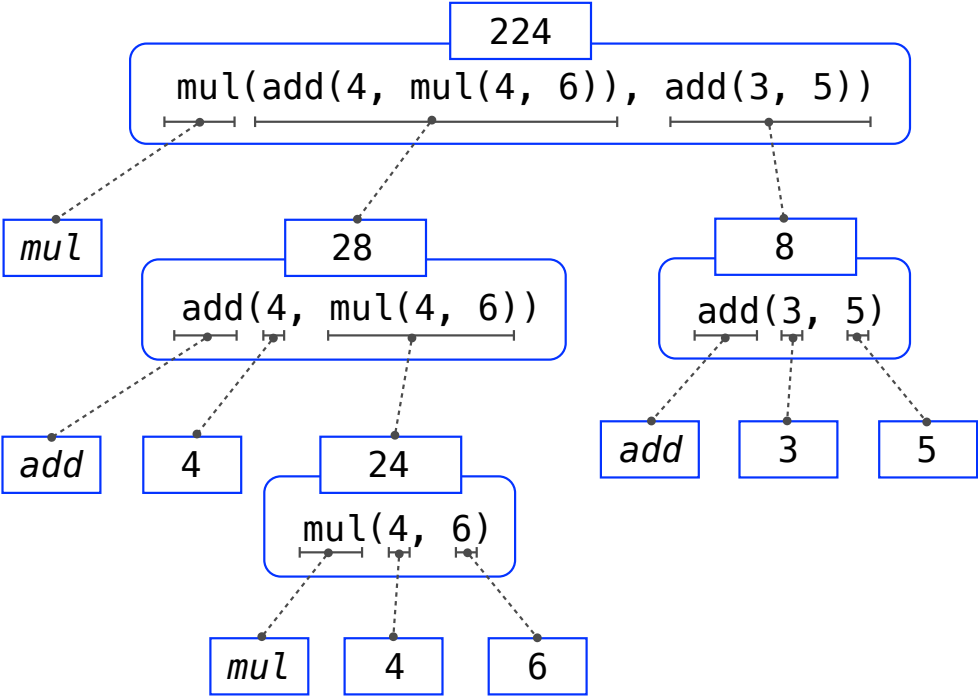 224
mul(add(4, mul(4, 6)), add(3, 5))
mul
28
8
add(4, mul(4, 6))
add(3, 5)
add
4
24
add
3
5
mul(4, 6)
mul
4
6